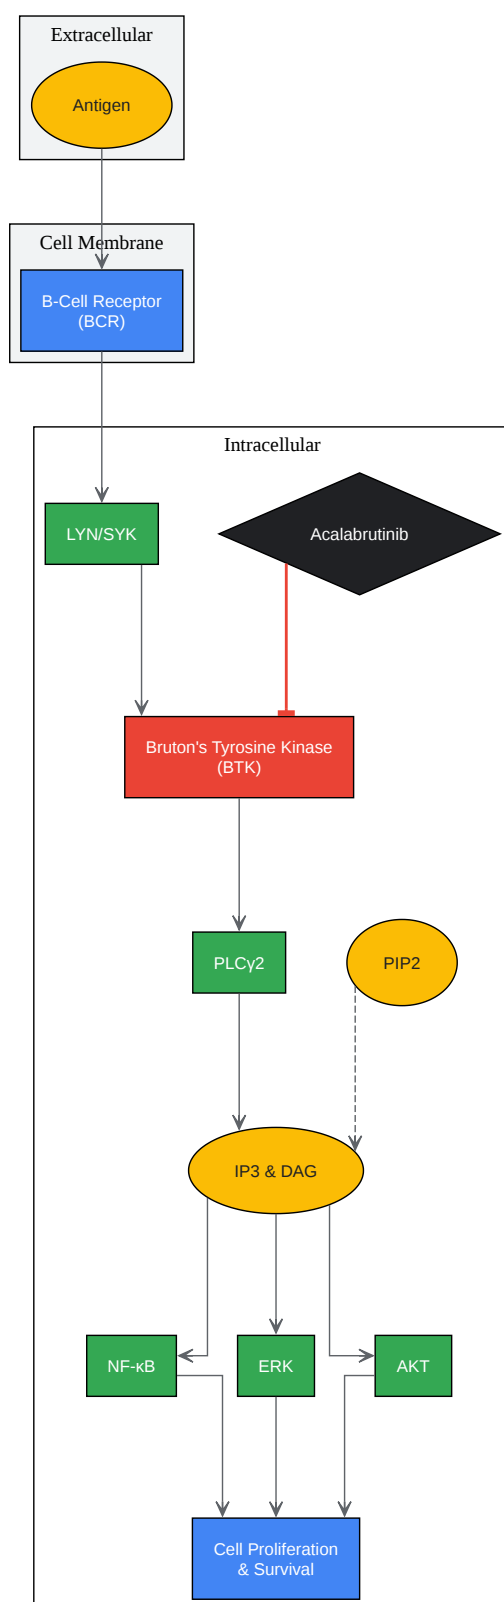 Extracellular
Antigen
Cell Membrane
B-Cell Receptor
(BCR)
Intracellular
LYN/SYK
Acalabrutinib
Bruton's Tyrosine Kinase
(BTK)
PLCγ2
PIP2
IP3 & DAG
NF-κB
ERK
AKT
Cell Proliferation
& Survival